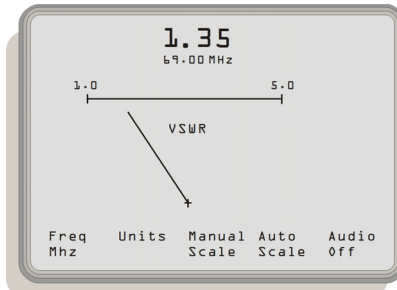 1.35
69.00 MHz
1.0 5.0
VSWR
Freq Units Manual Auto Audio
Mhz Scale Scale Off